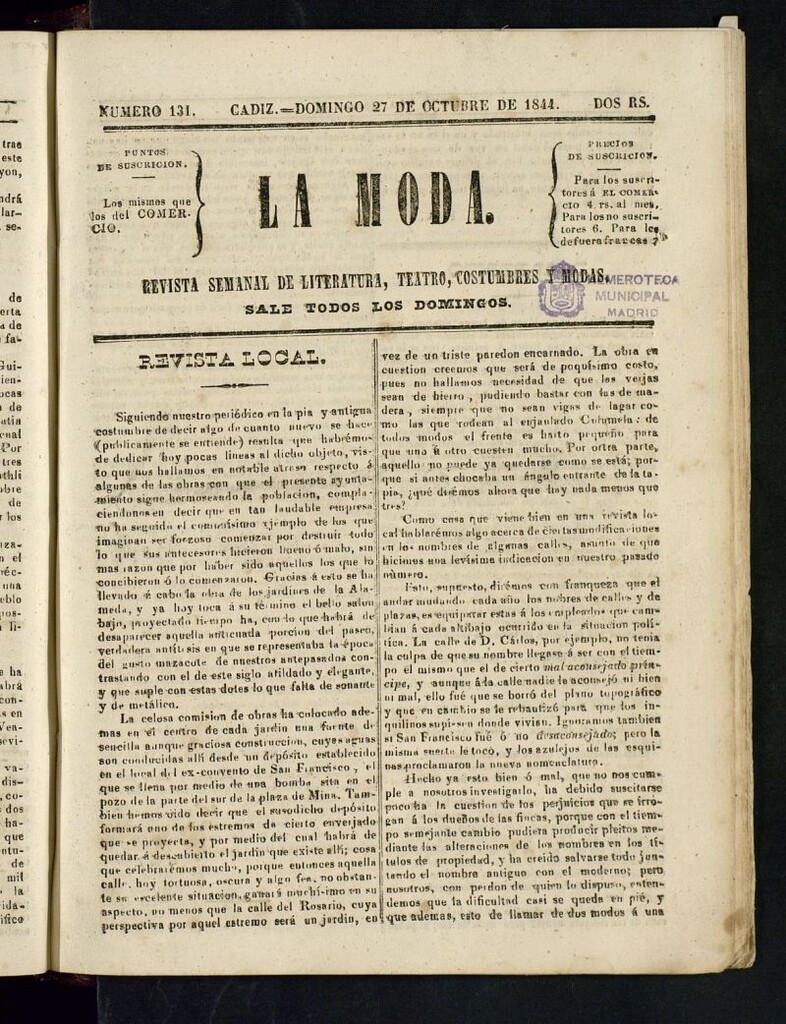 NUMERO 131. CADIZ.=DOMINGO 27 DE OCTUBRE DE 1844. DOS RS.
PUNTOS
DE SUSCRICION.
Los mismos que
los del COMER-
CIO.
LA MODA.
PRECIOS
DE SUSCRICION.
Para los suscri-
tores á EL COMER-
CIO 4. rs. al mes,
Para los no suscri-
tores 6. Para los
de fuera francas 7
REVISTA SEMANAL DE LITERATURA, TEATRO, COSTUMBRES Y MODAS.
SALE TODOS LOS DOMINGOS.
HEMEROTECA
MUNICIPAL
MADRID
REVISTA LOCAL.
Siguiendo nuestro periódico en la pia y antigua
costumbre de decir algo de cuanto nuevo se hace
(publicamente se entiende) resulta que habrémos
de dedicar hoy pocas lineas al dicho objeto, vis-
to que nos hallamos en notable atraso respecto á
algunas de las obras con que el presente ayunta-
miento sigue hermoseando la poblacion, compla-
ciendonos en decir que en tan laudable empresa
no ha seguido el comunísimo ejemplo de los que
imaginan ser forzoso comenzar por destruir todo
lo que sus antecesores hicieron bueno ó malo, sin
mas razon que por haber sido aquellos los que lo
concibieron ó lo comenzaron. Gracias á esto se ha
llevado á cabo la obra de los jardines de la Ala-
meda, y ya hoy toca á su término el bello salon
bajo, proyectado tiempo ha, con lo que habrá de
desaparecer aquella anticuada porcion del paseo,
verdadera antítisis en que se representaba la época
del gusto mazacote de nuestros antepasados con-
trastando con el de este siglo atildado y elegante,
y que suple con estas dotes lo que falta de sonante
y de metálico.
La celosa comision de obras ha colocado ade-
mas en el centro de cada jardin una fuente de
sencilla aunque graciosa construccion, cuyas aguas
son conducidas allí desde un depósito establecido
en el local del ex-convento de San Francisco, el
que se llena por medio de una bomba sita en el
pozo de la parte del sur de la plaza de Mina. Tam-
bien hemos oido decir que el susodicho depósito
formará uno de los estremos de cierto enverjado
que se proyecta, y por medio del cual habrá de
quedar á descubierto el jardin que existe allí; cosa
que celebrarémos mucho, porque entonces aquella
calle, hoy tortuosa, oscura y algo fea, no obstan-
te su excelente situacion, ganará muchísimo en su
aspecto, no menos que la calle del Rosario, cuya
perspectiva por aquel estremo será un jardin, en
vez de un triste paredon encarnado. La obra en
cuestion creemos que será de poquísimo costo,
pues no hallamos necesidad de que las verjas
sean de hierro, pudiendo bastar con las de ma-
dera, siempre que no sean vigas de lagar co-
mo las que rodean al enjaulado Columela: de
todos modos el frente es harto pequeño para
que uno ú otro cuesten mucho. Por otra parte,
aquello no puede ya quedarse como se está; por-
que si antes chocaba un ángulo entrante de la ta-
pia, ¿qué dirémos ahora que hay nada menos que
tres?
Como cosa que viene bien en una revista lo-
cal hablarémos algo acerca de ciertas modificaciones
en los nombres de algunas calles, asunto de que
hicimos una levísima indicacion en nuestro pasado
número.
Esto, supuesto, dirémos con franqueza que el
andar mudando cada año los nombres de calles y de
plazas, es equiparar estas á los empleados que cam-
bian á cada altibajo ocurrido en la situacion polí-
tica. La calle de D. Cárlos, por ejemplo, no tenia
la culpa de que su nombre llegase á ser con el tiem-
po el mismo que el de cierto mal aconsejado prín-
cipe, y aunque á la calle nadie le aconsejó ni bien
ni mal, ello fué que se borró del plano topográfico
y que en cambio se le rebautizó para que los in-
quilinos supiesen donde vivian. Ignoramos tambien
si San Francisco fué ó no desaconsejado; pero la
misma suerte le tocó, y los azulejos de las esqui-
nas proclamaron la nueva nomenclatura.
Hecho ya esto bien ó mal, que no nos cum-
ple á nosotros investigarlo, ha debido suscitarse
poco ha la cuestion de los perjuicios que se irro-
gan á los dueños de las fincas, porque con el tiem-
po semejante cambio pudiera producir pleitos me-
diante las alteraciones de los nombres en los tí-
tulos de propiedad, y ha creido salvarse todo jun-
tando el nombre antiguo con el moderno; pero
nosotros, con perdon de quien lo dispuso, enten-
demos que la dificultad casi se queda en pié, y
que ademas, esto de llamar de dos modos á una